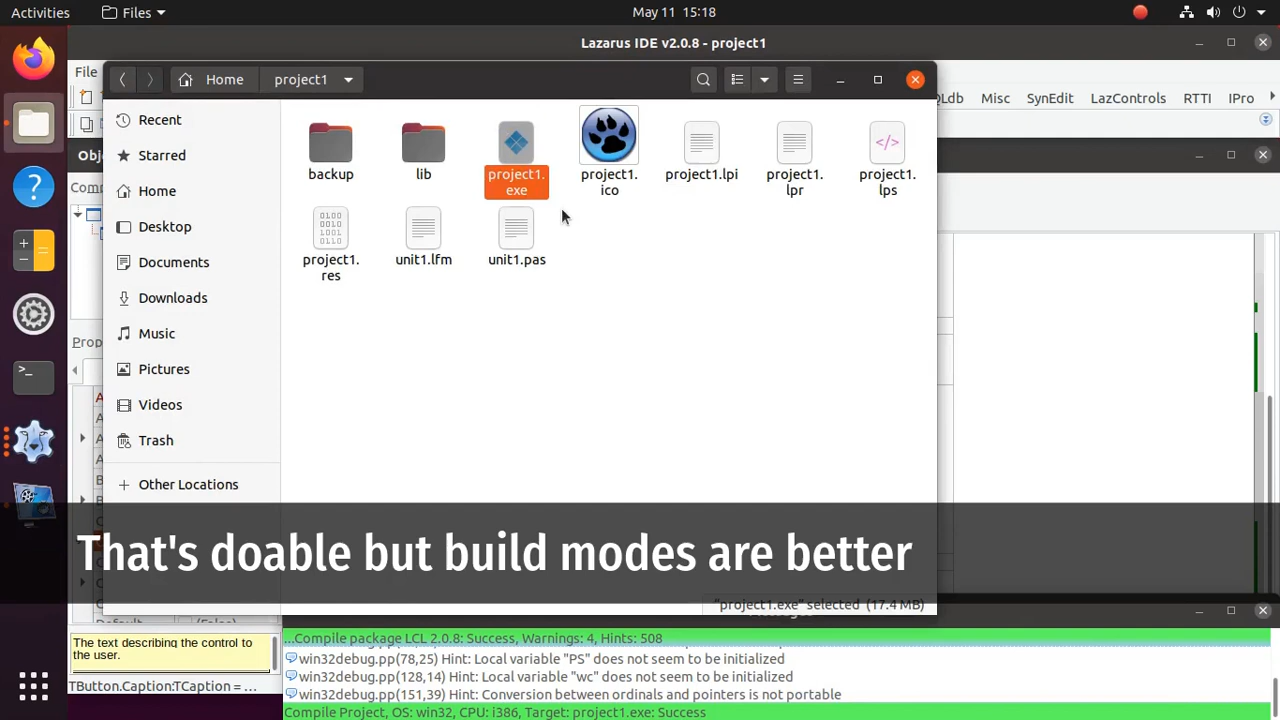 Activities
Files
May 11 15:18
Lazarus IDE v2.0.8 - project1
File
Home
project1
QLdb
Misc
SynEdit
LazControls
RTTI
IPro
Obj
Com
Prop
Recent
Starred
Home
Desktop
Documents
Downloads
Music
Pictures
Videos
Trash
Other Locations
backup
lib
project1.
exe
project1.
ico
project1.lpi
project1.
lpr
project1.
lps
project1.
res
unit1.lfm
unit1.pas
That's doable but build modes are better
"project1.exe" selected (17.4 MB)
The text describing the control to
the user.
TButton.Caption:TCaption = ...
...Compile package LCL 2.0.8: Success, Warnings: 4, Hints: 508
win32debug.pp(78,25) Hint: Local variable "PS" does not seem to be initialized
win32debug.pp(128,14) Hint: Local variable "wc" does not seem to be initialized
win32debug.pp(151,39) Hint: Conversion between ordinals and pointers is not portable
Compile Project, OS: win32, CPU: i386, Target: project1.exe: Success